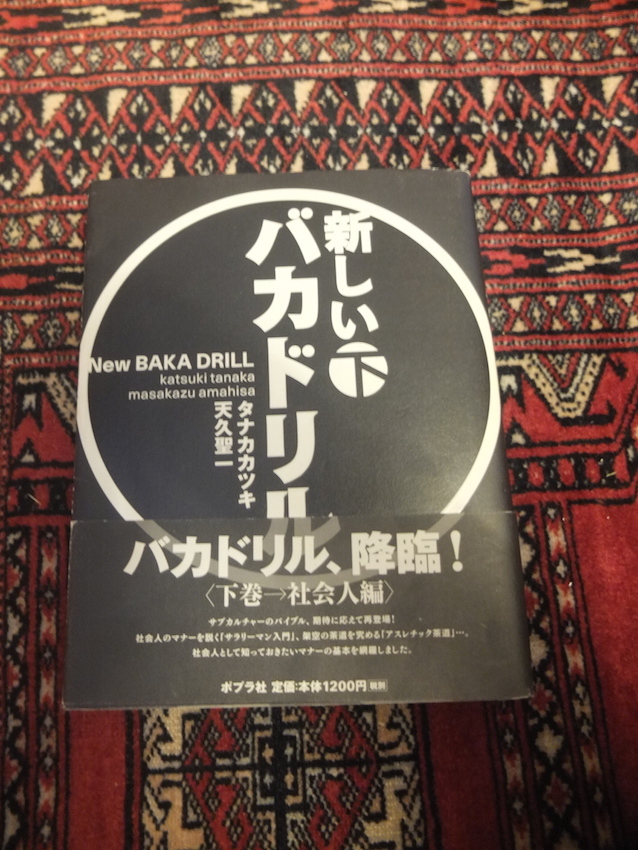 新しいバカドリル 下
New BAKA DRILL
katsuki tanaka
masakazu amahisa
タナカカツキ
天久聖一
バカドリル、降臨！
〈下巻→社会人編〉
サブカルチャーのバイブル、期待に応えて再登場！
社会人のマナーを説く「サラリーマン入門」、架空の茶道を究める「アスレチック茶道」…。
社会人として知っておきたいマナーの基本を網羅しました。
ポプラ社 定価：本体1200円 税別